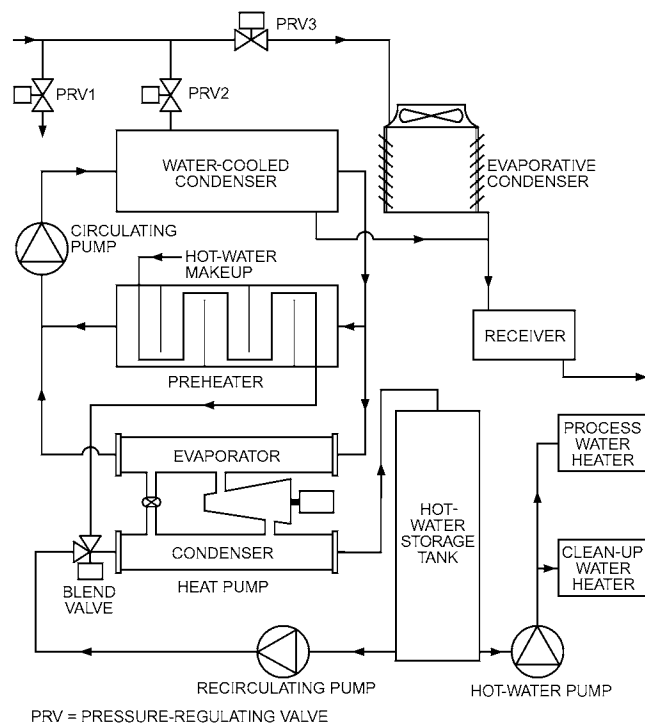 PRV3
PRV1
PRV2
WATER-COOLED
CONDENSER
EVAPORATIVE
CONDENSER
CIRCULATING
PUMP
HOT-WATER
MAKEUP
PREHEATER
RECEIVER
EVAPORATOR
CONDENSER
HEAT PUMP
BLEND
VALVE
HOT-
WATER
STORAGE
TANK
PROCESS
WATER
HEATER
CLEAN-UP
WATER
HEATER
RECIRCULATING PUMP
HOT-WATER PUMP
PRV = PRESSURE-REGULATING VALVE